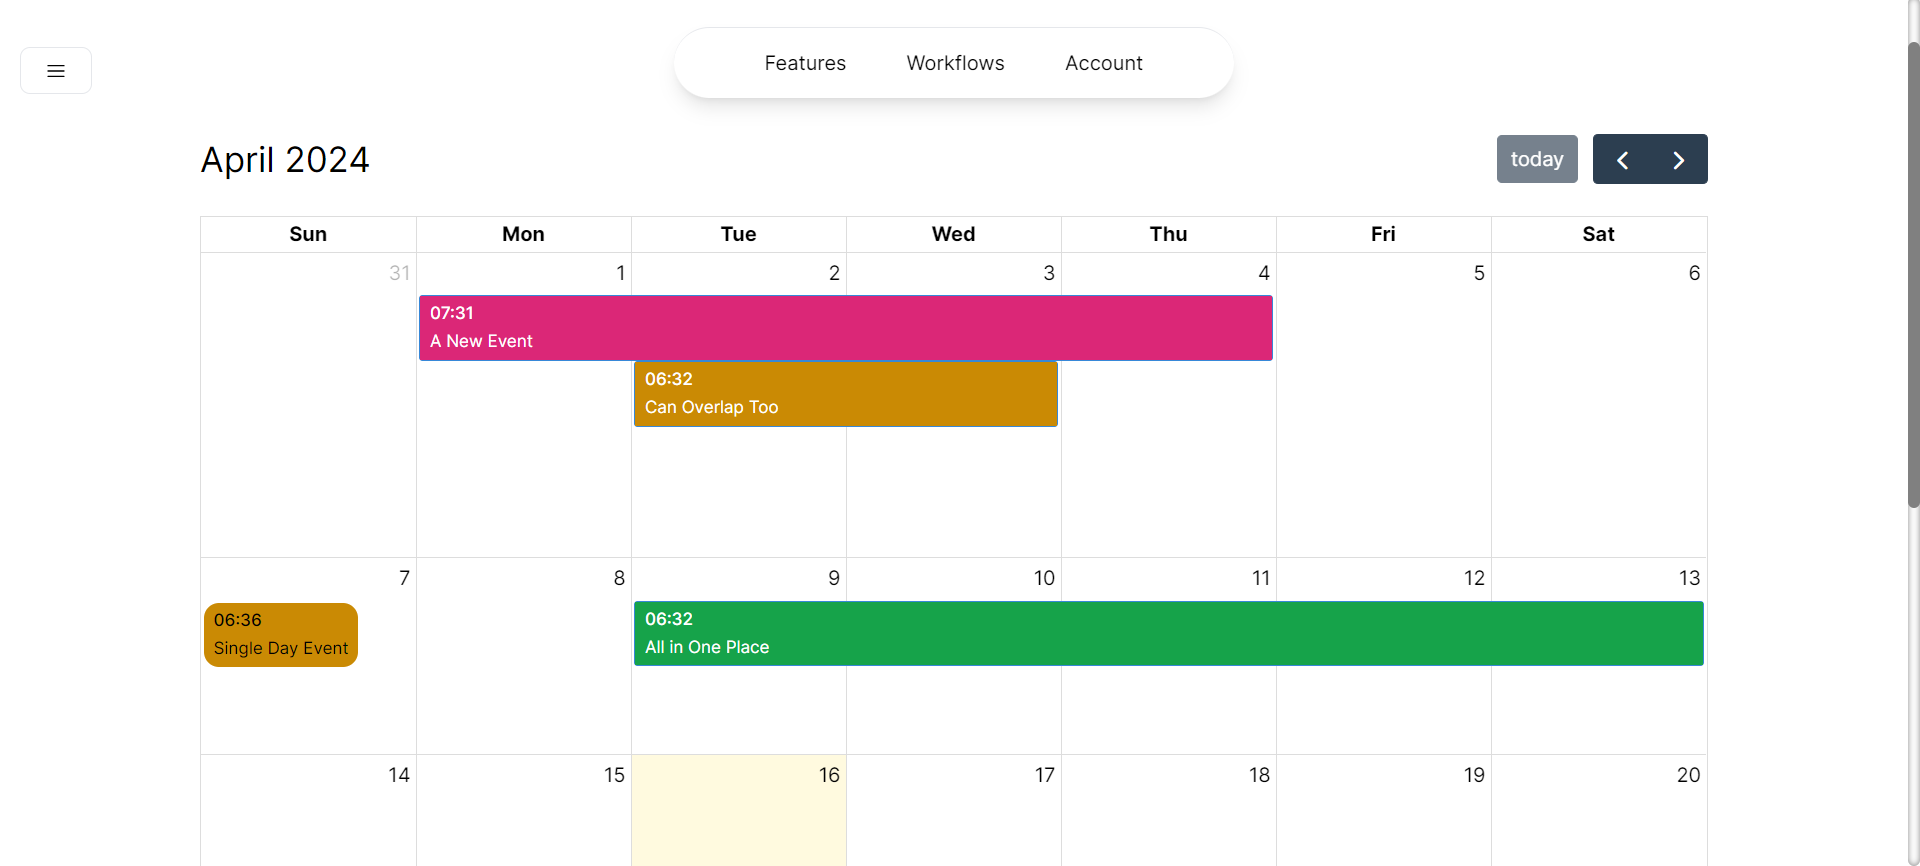 Features Workflows Account
April 2024
today
Sun Mon Tue Wed Thu Fri Sat
31 1 2 3 4 5 6
07:31
A New Event
06:32
Can Overlap Too
7 8 9 10 11 12 13
06:36
Single Day Event
06:32
All in One Place
14 15 16 17 18 19 20